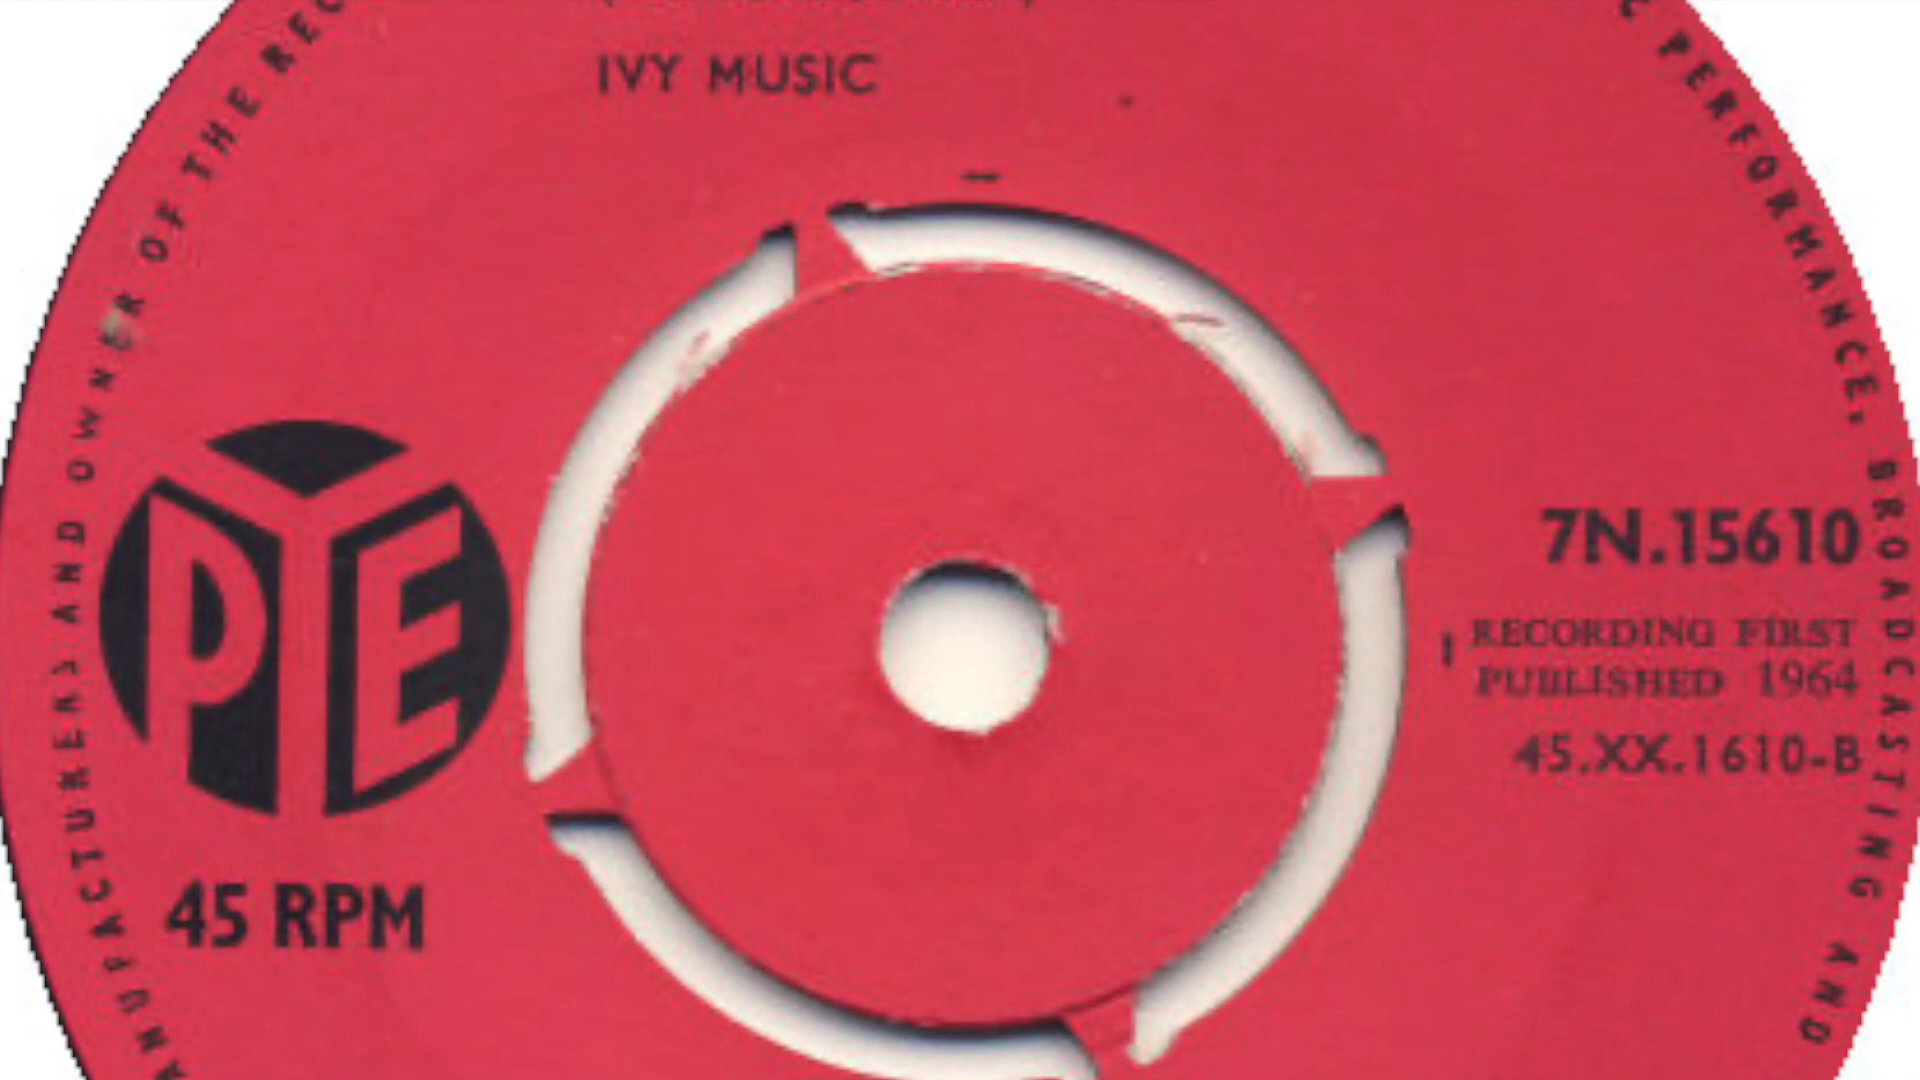 IVY MUSIC
PYE
45 RPM
7N.15610
RECORDING FIRST
PUBLISHED 1964
45.XX.1610-B
MANUFACTURERS AND OWNER OF THE REC
PERFORMANCE, BROADCASTING AND